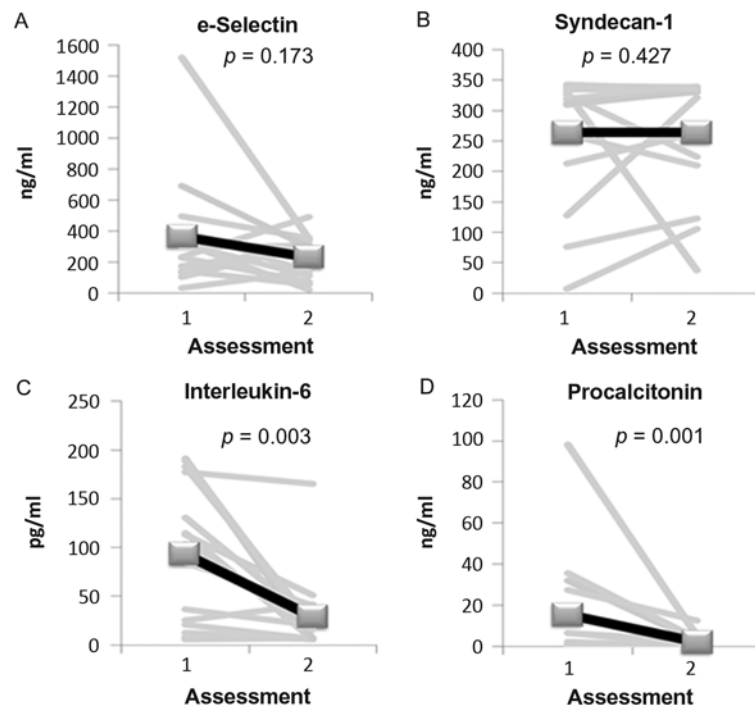 A
e-Selectin
p = 0.173
1600
1400
1200
1000
800
600
400
200
0
ng/ml
1 2
Assessment
B
Syndecan-1
p = 0.427
400
350
300
250
200
150
100
50
0
ng/ml
1 2
Assessment
C
Interleukin-6
p = 0.003
250
200
150
100
50
0
pg/ml
1 2
Assessment
D
Procalcitonin
p = 0.001
120
100
80
60
40
20
0
ng/ml
1 2
Assessment